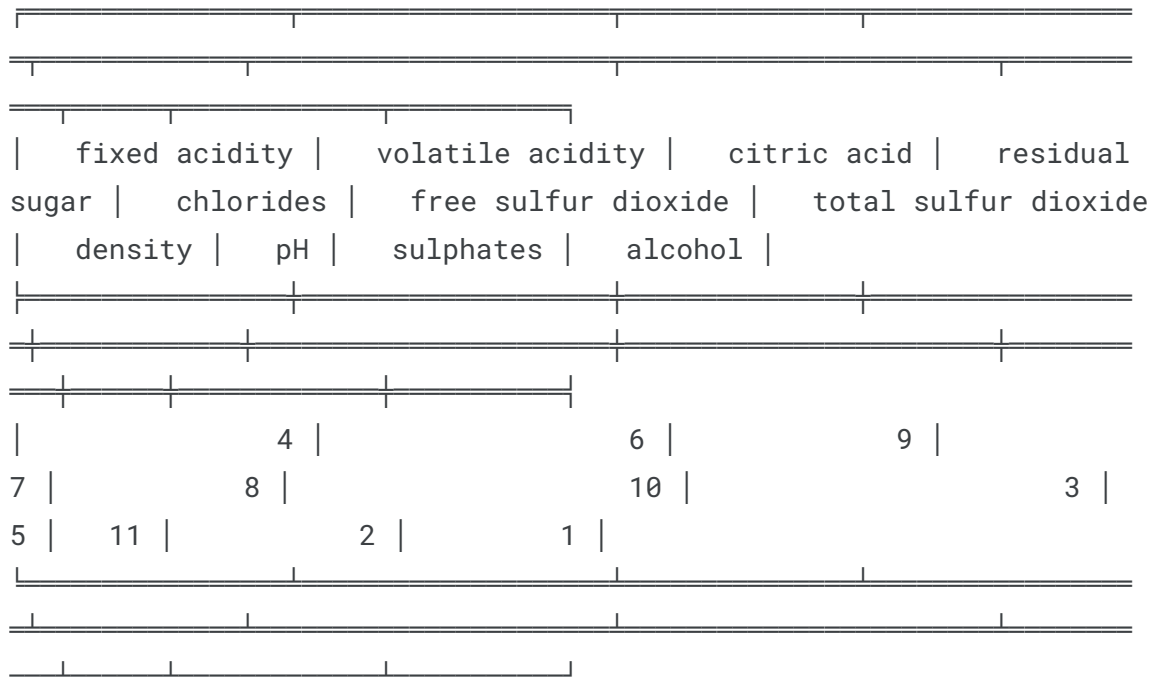 │ fixed acidity │ volatile acidity │ citric acid │ residual
sugar │ chlorides │ free sulfur dioxide │ total sulfur dioxide
│ density │ pH │ sulphates │ alcohol │
│ 4 │ 6 │ 9 │
7 │ 8 │ 10 │ 3 │
5 │ 11 │ 2 │ 1 │